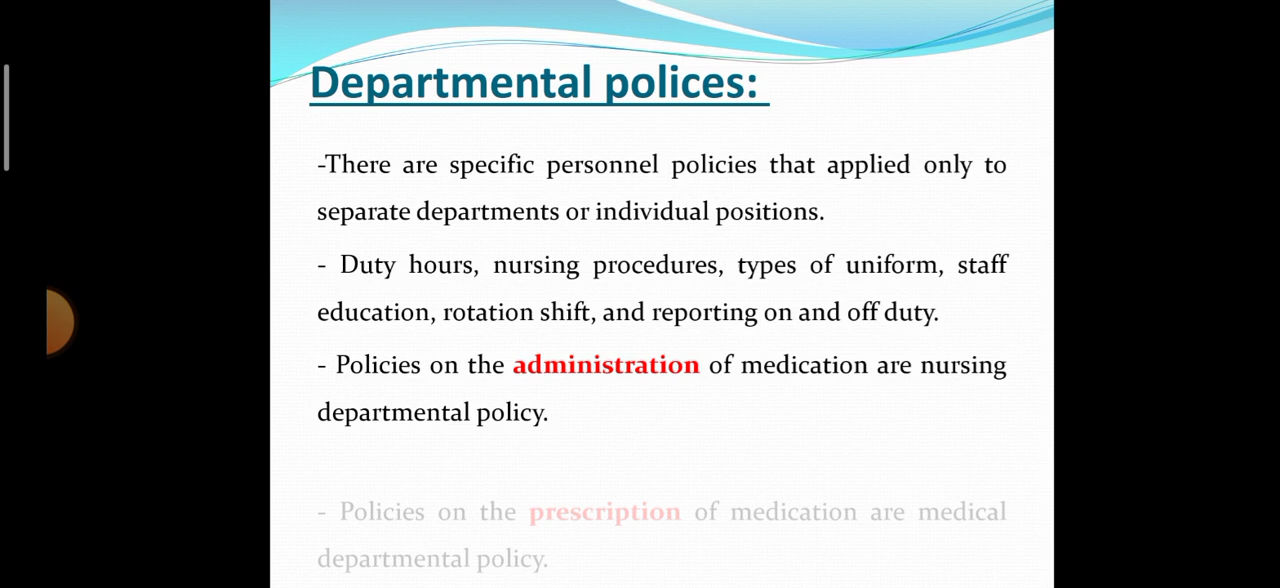 Departmental polices:
-There are specific personnel policies that applied only to
separate departments or individual positions.
- Duty hours, nursing procedures, types of uniform, staff
education, rotation shift, and reporting on and off duty.
- Policies on the administration of medication are nursing
departmental policy.
- Policies on the prescription of medication are medical
departmental policy.